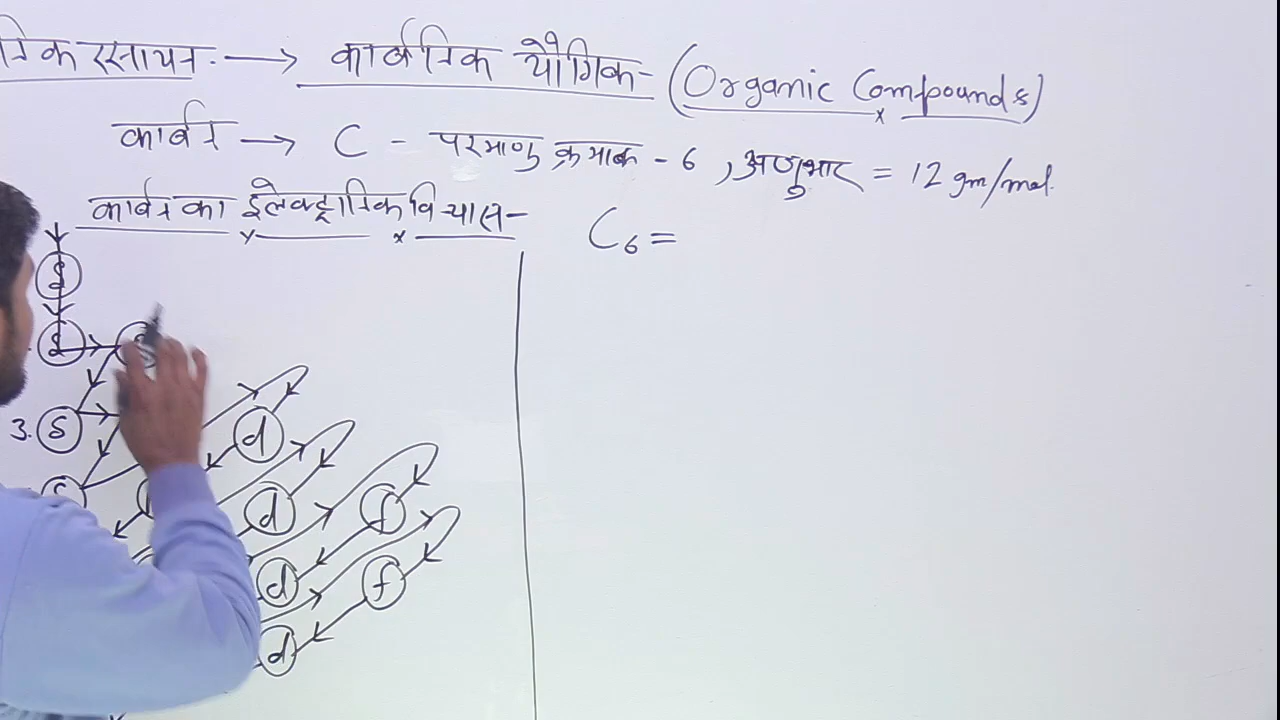 रसायन. → कार्बनिक यौगिक- (Organic Compounds)
कार्बन → C - परमाणु क्रमांक - 6 , अणुभार = 12 gm/mol.
कार्बन का इलेक्ट्रॉनिक विन्यास- C₆ =
S
S
3. S
d
S
d f
d f
d